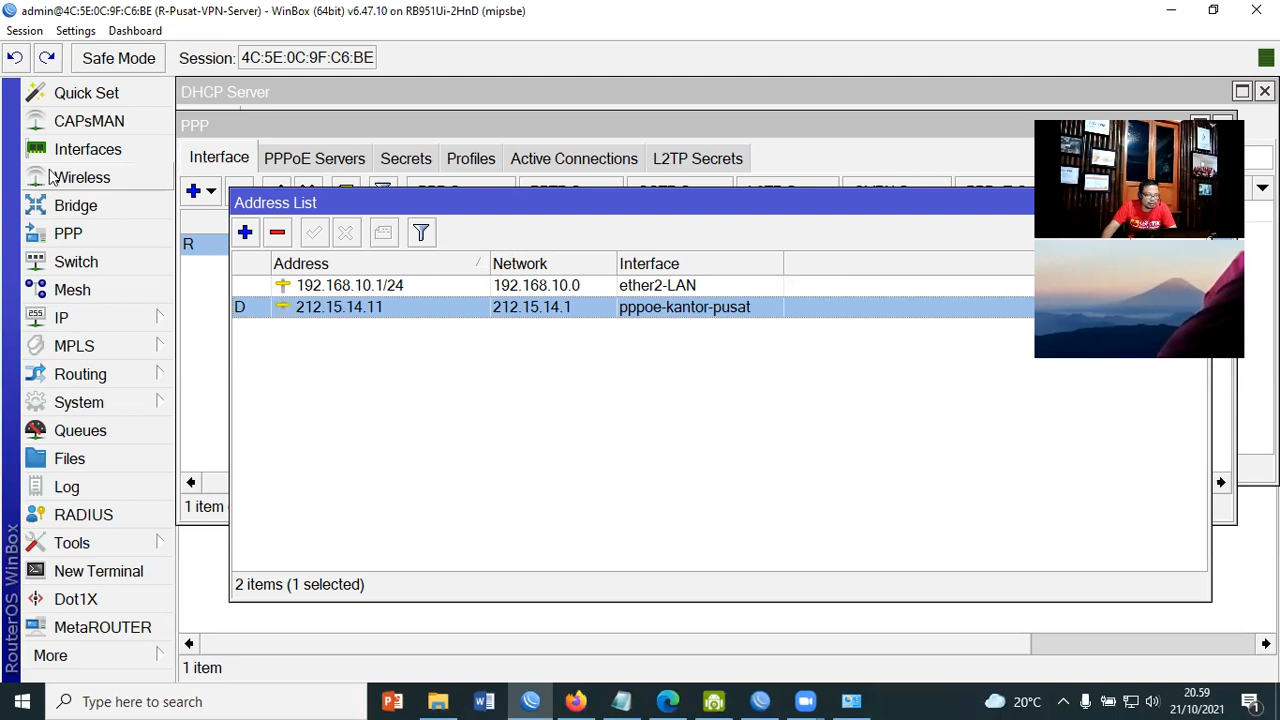 admin@4C:5E:0C:9F:C6:BE (R-Pusat-VPN-Server) - WinBox (64bit) v6.47.10 on RB951Ui-2HnD (mipsbe)
Session Settings Dashboard
Safe Mode Session: 4C:5E:0C:9F:C6:BE
Quick Set
CAPsMAN
Interfaces
Wireless
Bridge
PPP
Switch
Mesh
IP
MPLS
Routing
System
Queues
Files
Log
RADIUS
Tools
New Terminal
Dot1X
MetaROUTER
More
RouterOS WinBox
DHCP Server
PPP
Interface PPPoE Servers Secrets Profiles Active Connections L2TP Secrets
R
1 item
Address List
Address Network Interface
192.168.10.1/24 192.168.10.0 ether2-LAN
D 212.15.14.11 212.15.14.1 pppoe-kantor-pusat
2 items (1 selected)
1 item
Type here to search
20°C
20.59
21/10/2021